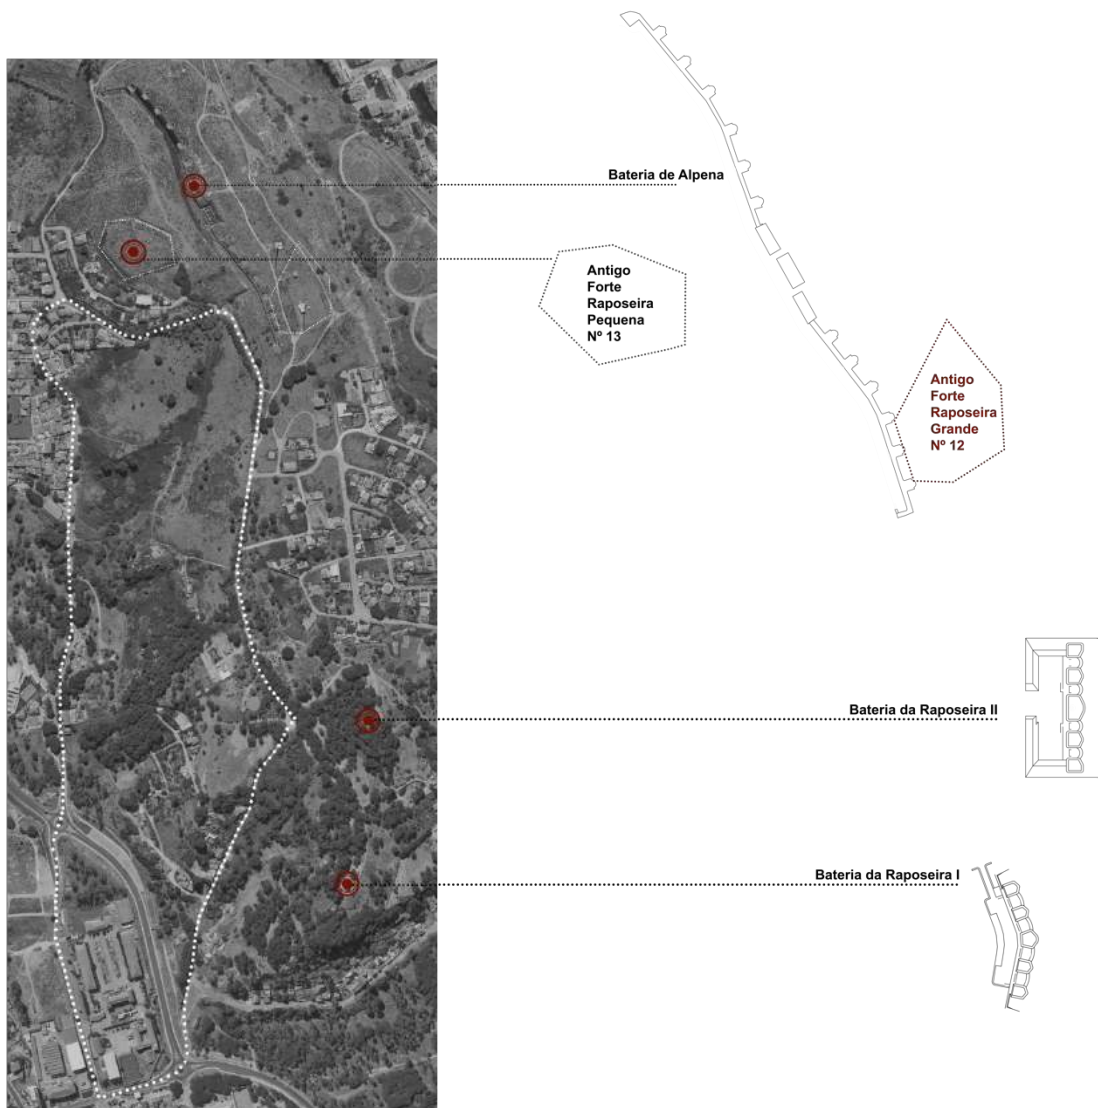 Bateria de Alpena
Antigo
Forte
Raposeira
Pequena
Nº 13
Antigo
Forte
Raposeira
Grande
Nº 12
Bateria da Raposeira II
Bateria da Raposeira I